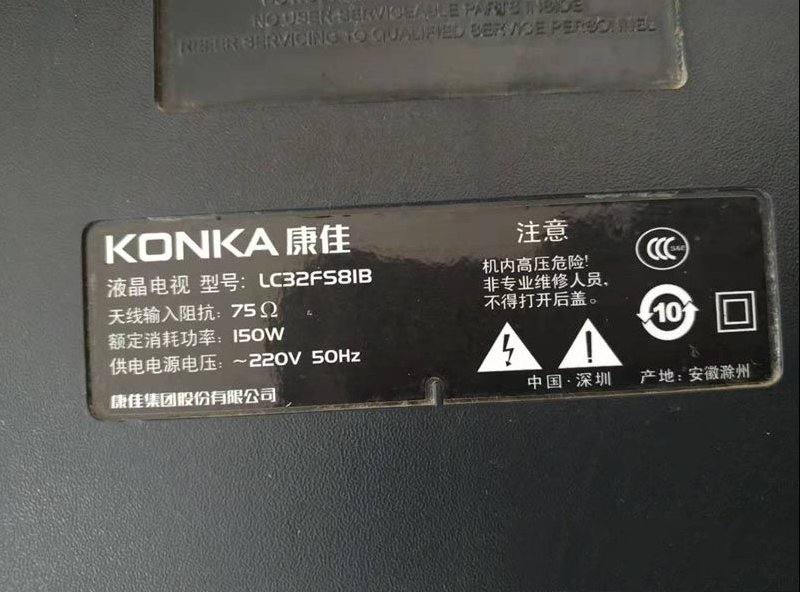 NO USER-SERVICEABLE PARTS INSIDE
REFER SERVICING TO QUALIFIED SERVICE PERSONNEL
KONKA 康佳
液晶电视 型号: LC32FS81B
天线输入阻抗: 75Ω
额定消耗功率: 150W
供电电源电压: ~220V 50Hz
康佳集团股份有限公司
注意
机内高压危险!
非专业维修人员,
不得打开后盖。
!
中国·深圳
CCC S&E
10
产地: 安徽滁州